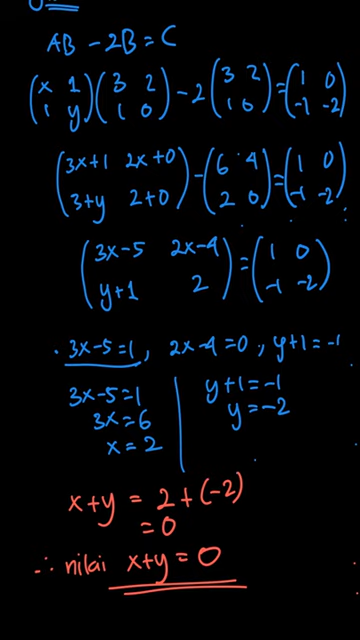 AB - 2B = C
(x 1
1 y) (3 2
1 0) - 2 (3 2
1 0) = (1 0
-1 -2)
(3x+1 2x+0
3+y 2+0) - (6 4
2 0) = (1 0
-1 -2)
(3x-5 2x-4
y+1 2) = (1 0
-1 -2)
. 3x-5=1, 2x-4=0, y+1=-1
3x-5=1
3x=6
x=2
y+1=-1
y=-2
x+y = 2+(-2)
= 0
∴ nilai x+y = 0